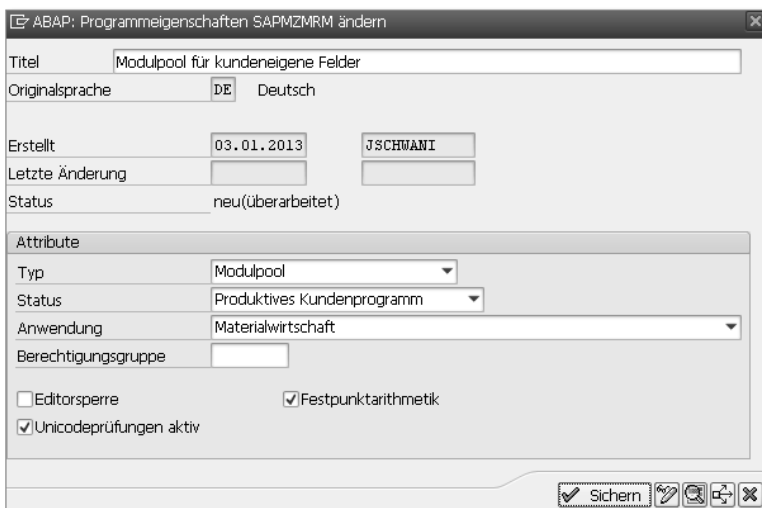 ABAP: Programmeigenschaften SAPMZMRM ändern
Titel Modulpool für kundeneigene Felder
Originalsprache DE Deutsch
Erstellt 03.01.2013 JSCHWANI
Letzte Änderung
Status neu(überarbeitet)
Attribute
Typ Modulpool
Status Produktives Kundenprogramm
Anwendung Materialwirtschaft
Berechtigungsgruppe
Editorsperre Festpunktarithmetik
Unicodeprüfungen aktiv
Sichern